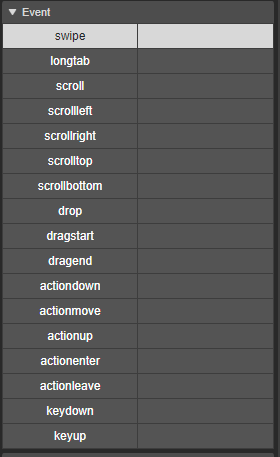 Event
swipe
longtab
scroll
scrollleft
scrollright
scrolltop
scrollbottom
drop
dragstart
dragend
actiondown
actionmove
actionup
actionenter
actionleave
keydown
keyup